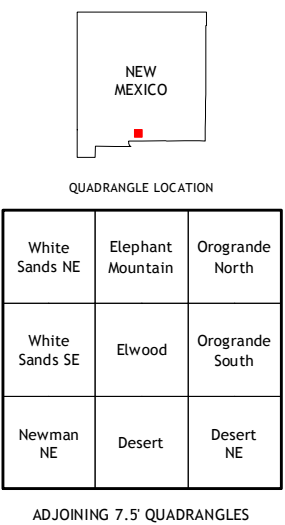 NEW
MEXICO
QUADRANGLE LOCATION
White
Sands NE
Elephant
Mountain
Orogrande
North
White
Sands SE
Elwood
Orogrande
South
Newman
NE
Desert
Desert
NE
ADJOINING 7.5' QUADRANGLES